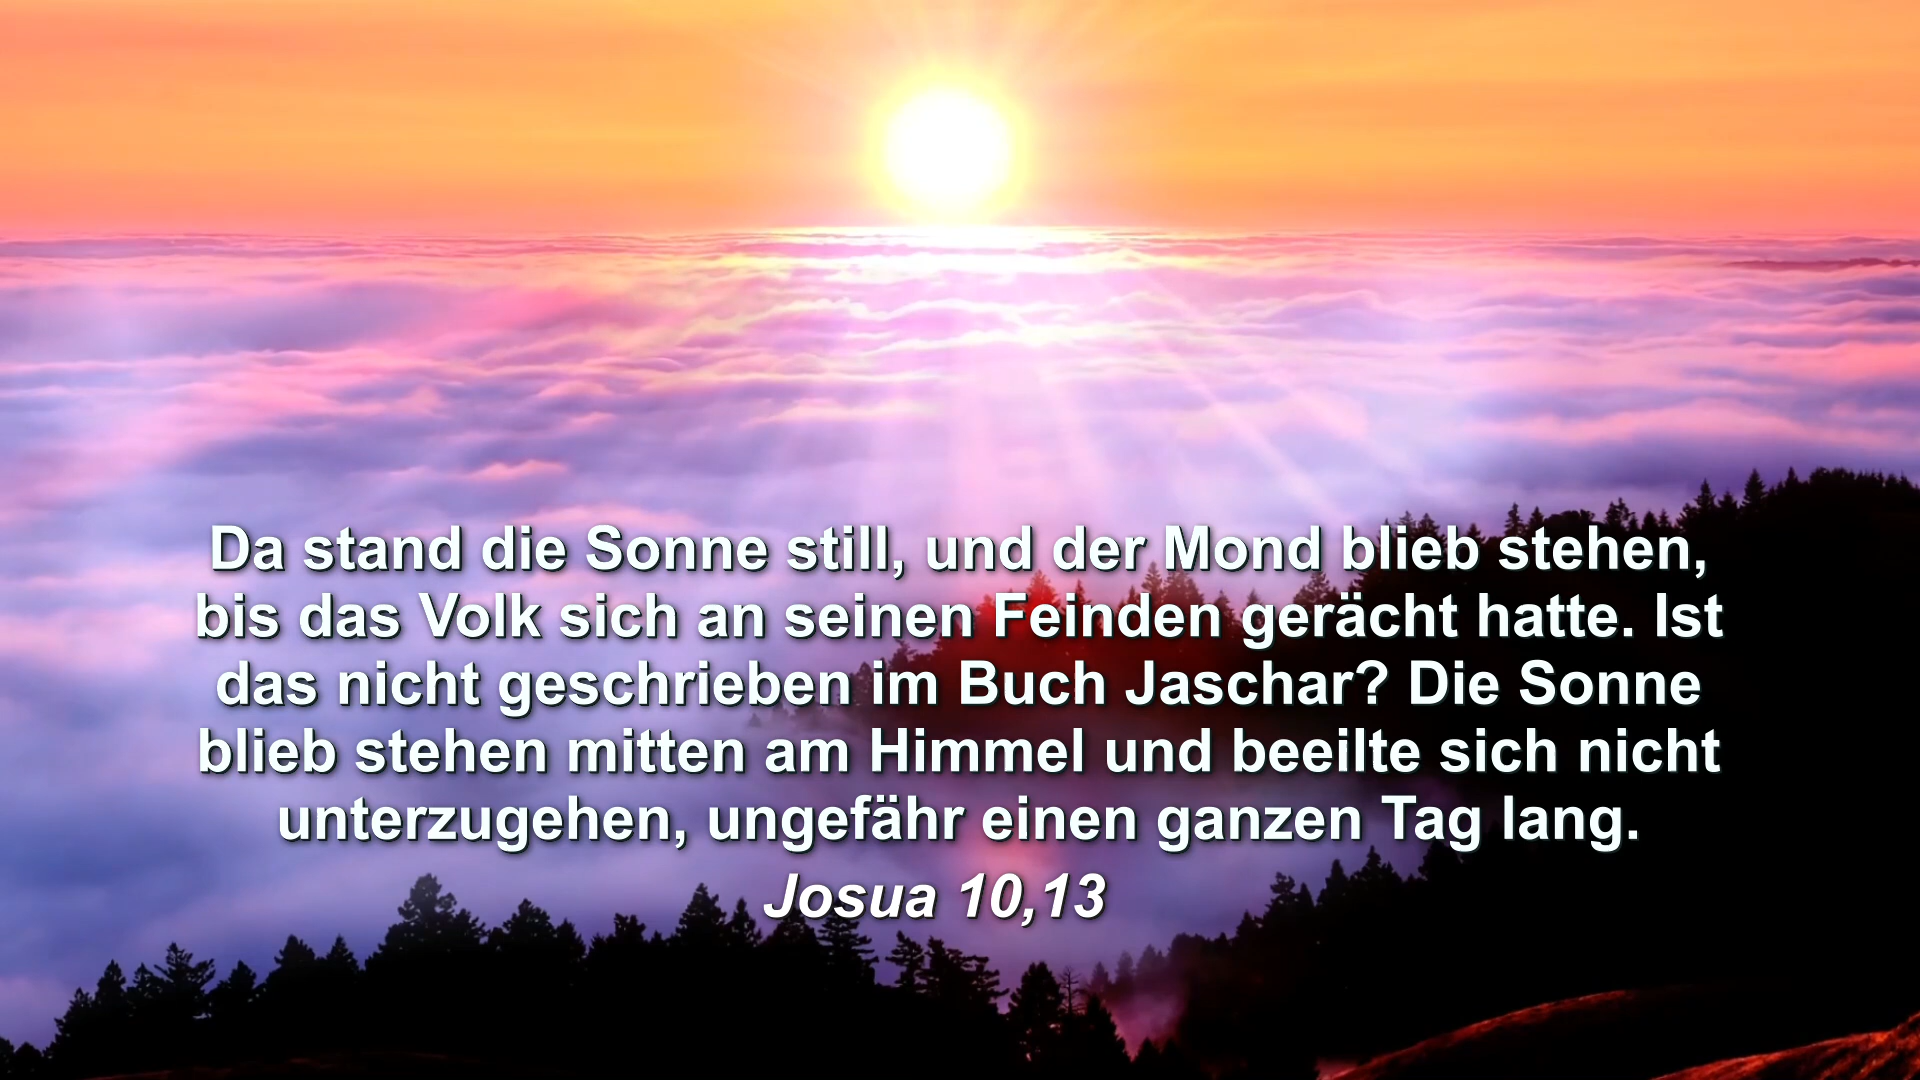 Da stand die Sonne still, und der Mond blieb stehen,
bis das Volk sich an seinen Feinden gerächt hatte. Ist
das nicht geschrieben im Buch Jaschar? Die Sonne
blieb stehen mitten am Himmel und beeilte sich nicht
unterzugehen, ungefähr einen ganzen Tag lang.
Josua 10,13